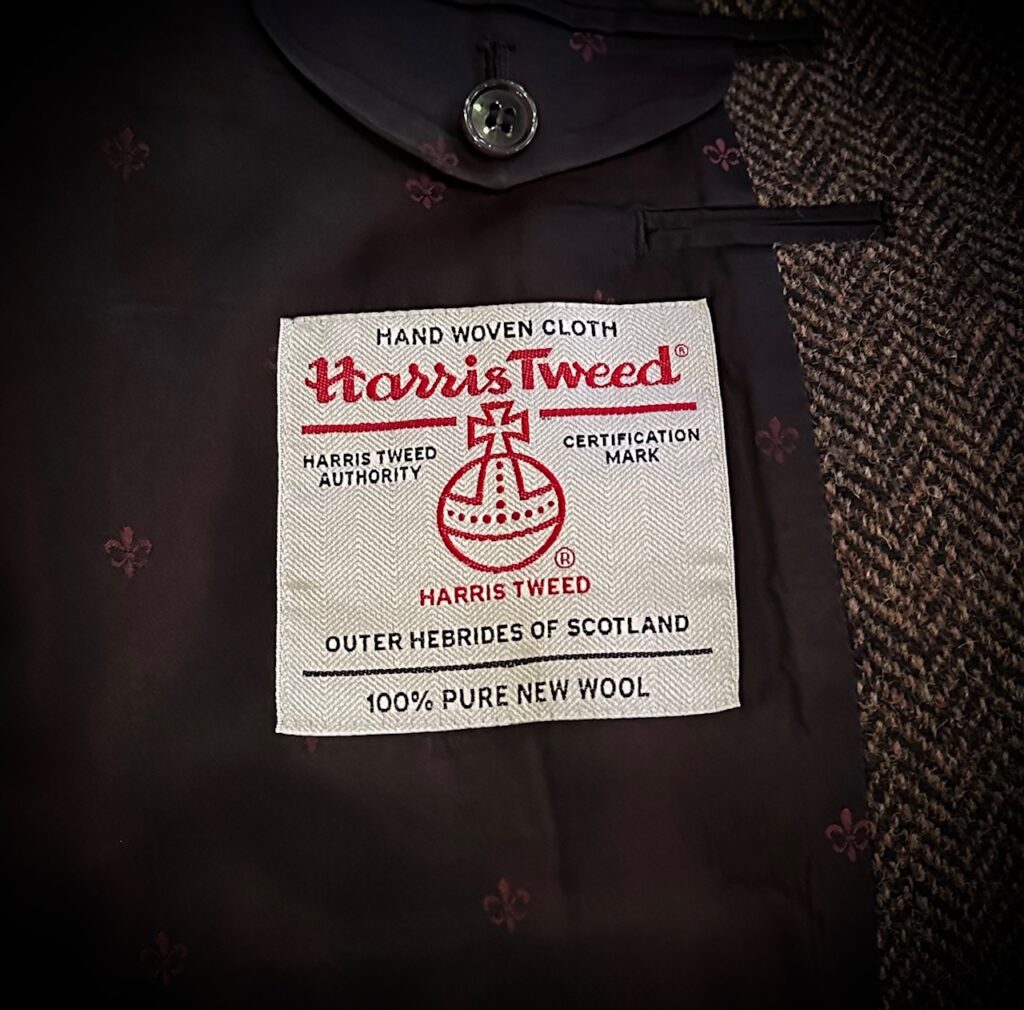 HAND WOVEN CLOTH
Harris Tweed®
HARRIS TWEED
AUTHORITY
CERTIFICATION
MARK
®
HARRIS TWEED
OUTER HEBRIDES OF SCOTLAND
100% PURE NEW WOOL